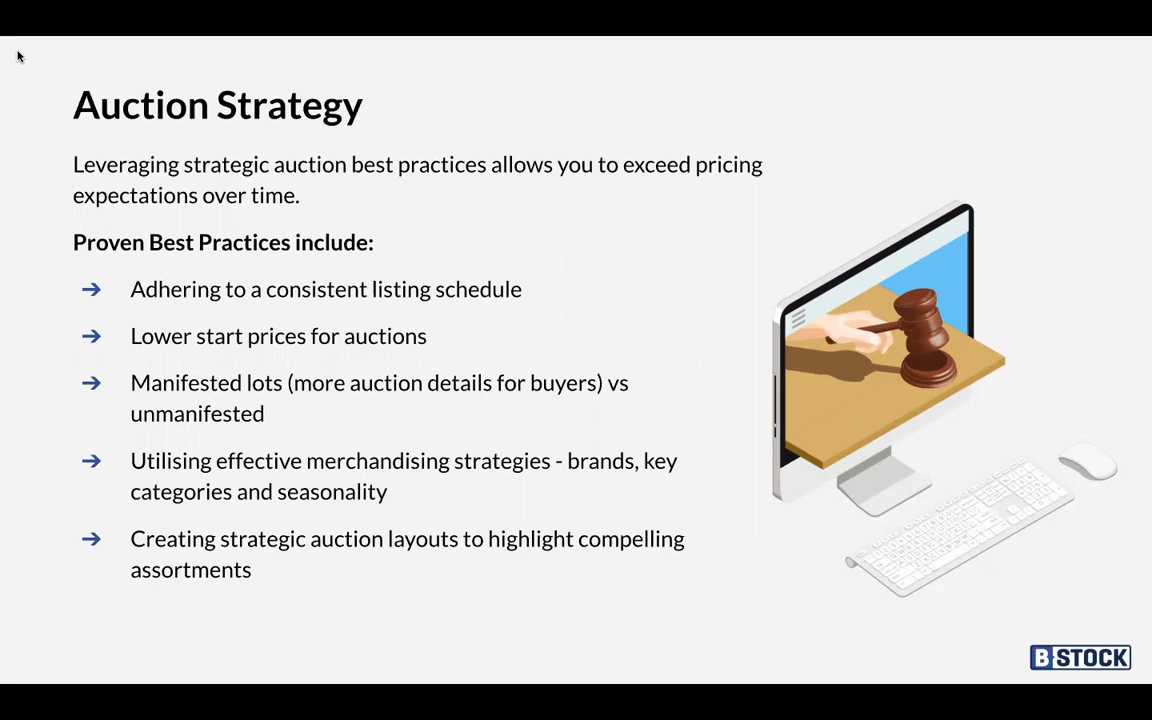 Auction Strategy
Leveraging strategic auction best practices allows you to exceed pricing
expectations over time.
Proven Best Practices include:
➔ Adhering to a consistent listing schedule
➔ Lower start prices for auctions
➔ Manifested lots (more auction details for buyers) vs
unmanifested
➔ Utilising effective merchandising strategies - brands, key
categories and seasonality
➔ Creating strategic auction layouts to highlight compelling
assortments
B STOCK